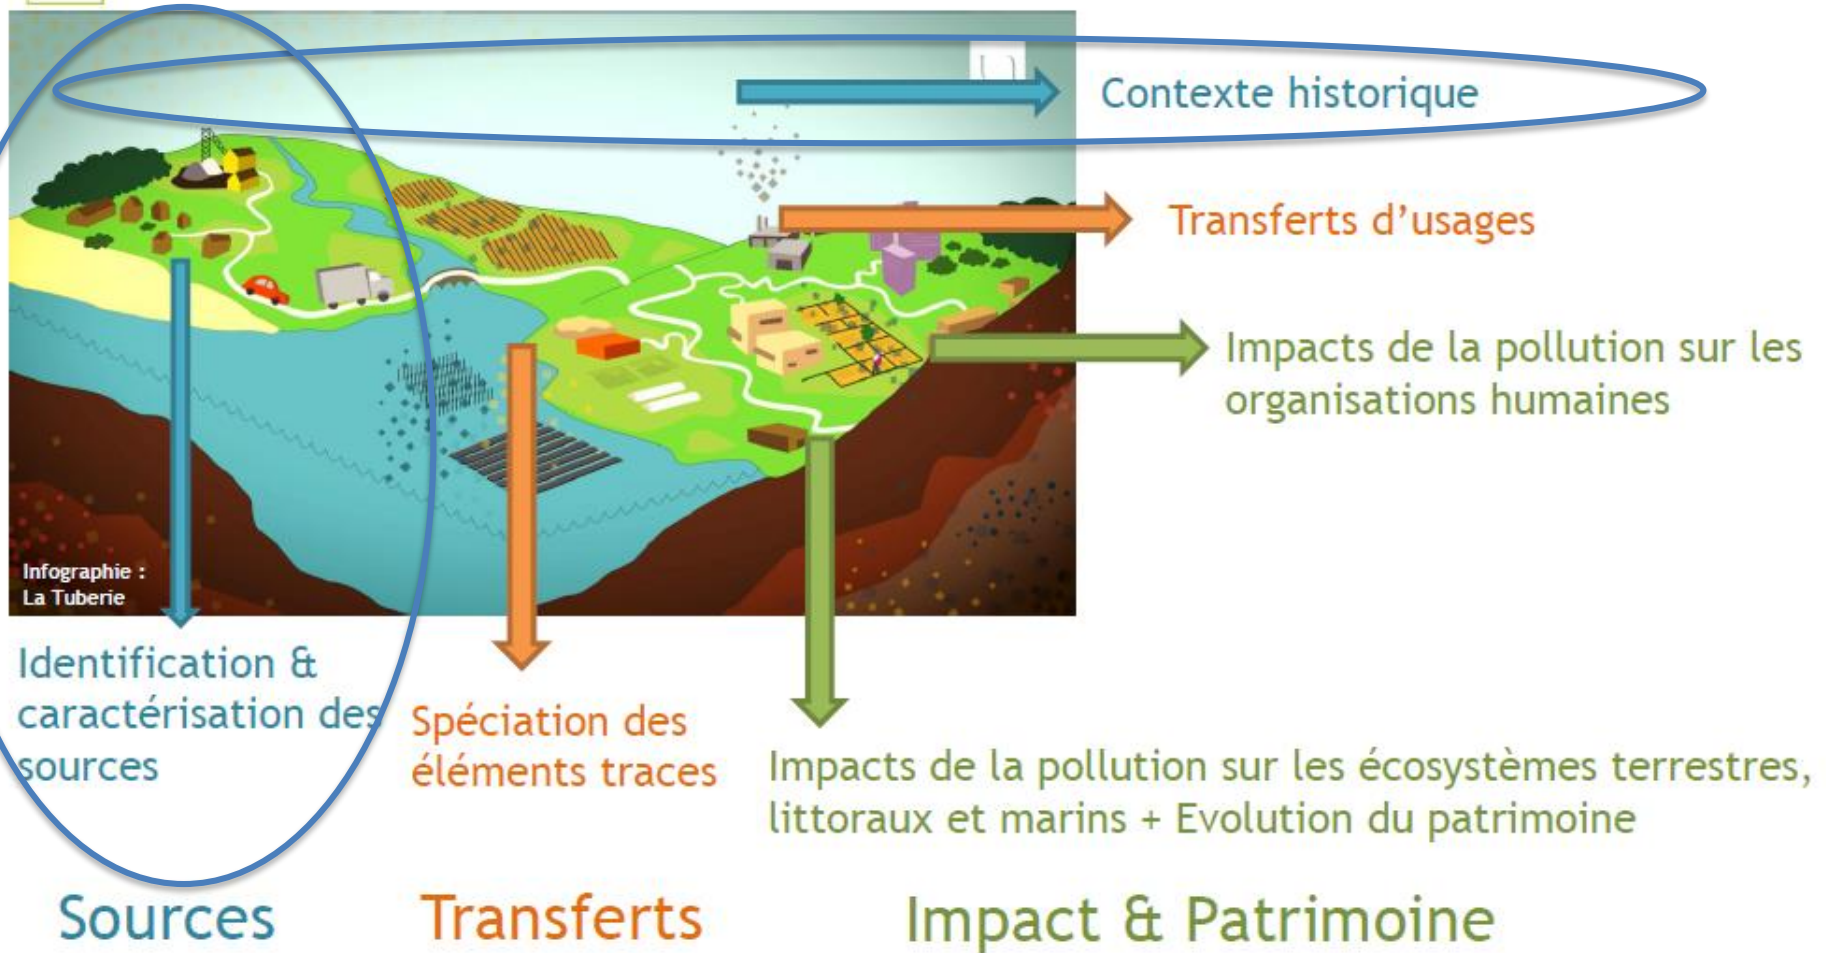 Contexte historique
Transferts d’usages
Impacts de la pollution sur les
organisations humaines
Infographie :
La Tuberie
Identification &
caractérisation des
sources
Spéciation des
éléments traces
Impacts de la pollution sur les écosystèmes terrestres,
littoraux et marins + Evolution du patrimoine
Sources
Transferts
Impact & Patrimoine